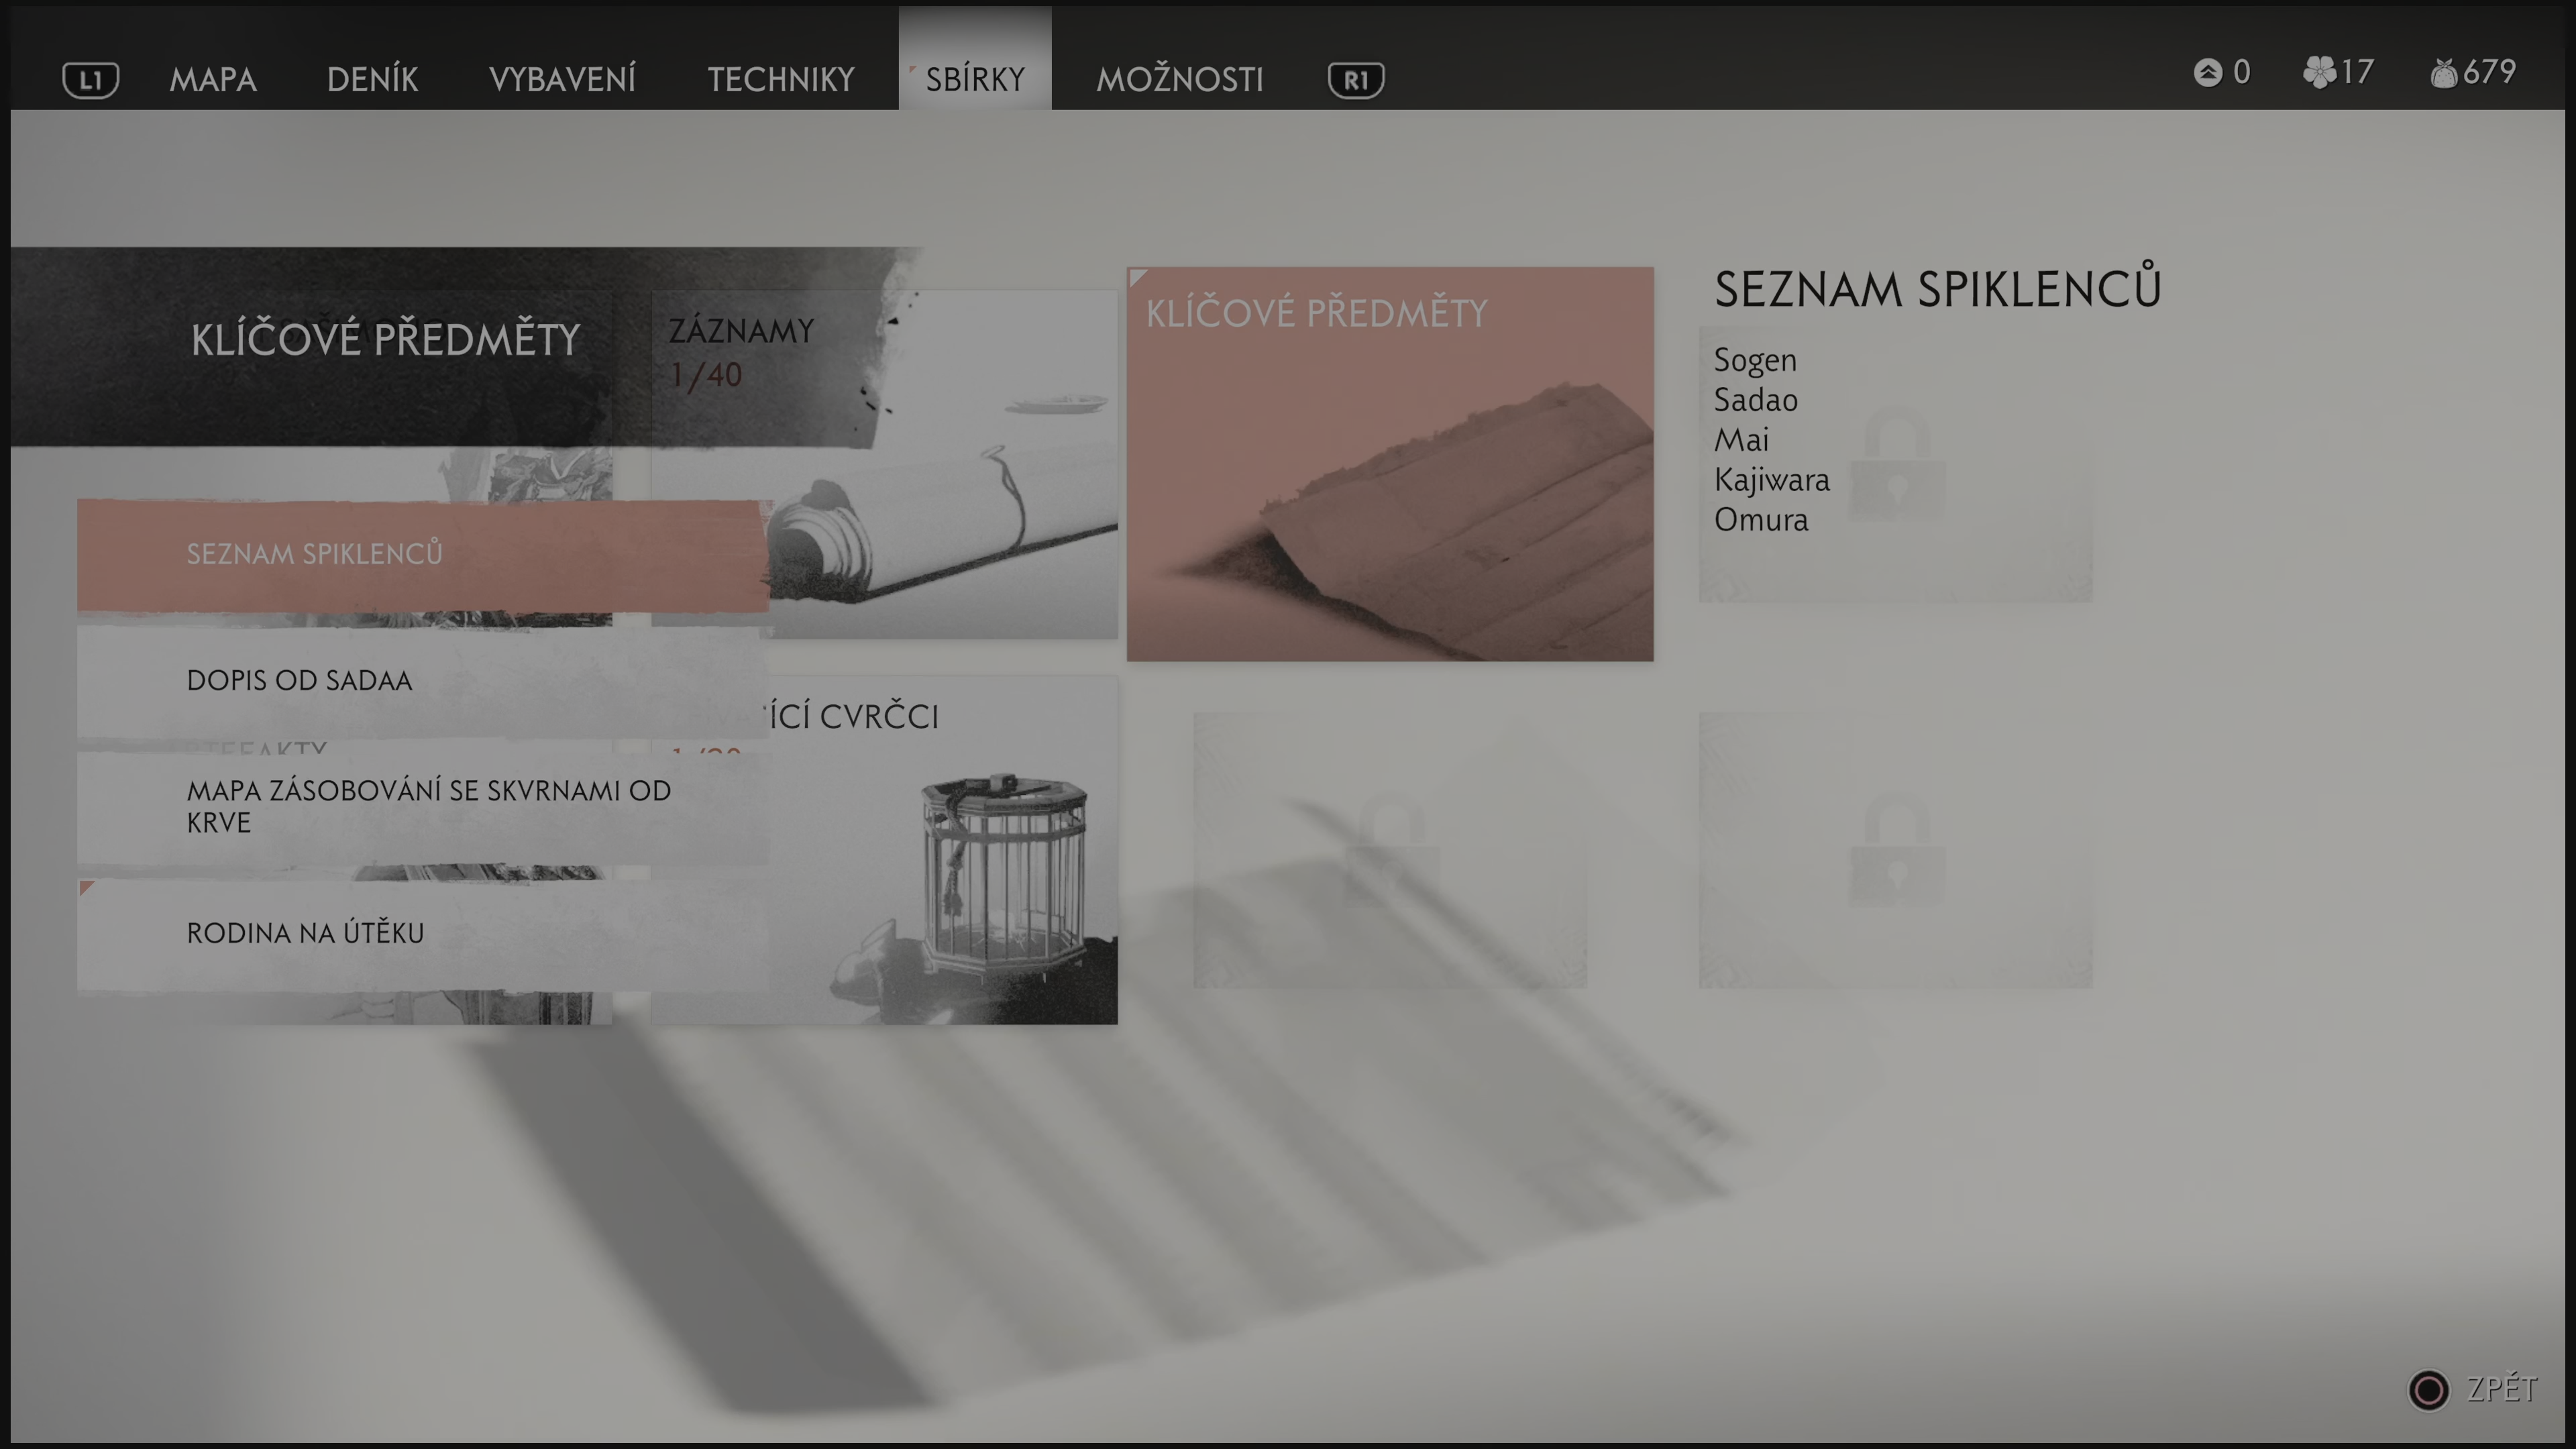 L1 MAPA DENÍK VYBAVENÍ TECHNIKY SBÍRKY MOŽNOSTI R1 0 17 679
KLÍČOVÉ PŘEDMĚTY
SEZNAM SPIKLENCŮ
DOPIS OD SADAA
MAPA ZÁSOBOVÁNÍ SE SKVRNAMI OD
KRVE
RODINA NA ÚTĚKU
ZÁZNAMY
1/40
ÍCÍ CVRČCI
KLÍČOVÉ PŘEDMĚTY
SEZNAM SPIKLENCŮ
Sogen
Sadao
Mai
Kajiwara
Omura
ZPĚT